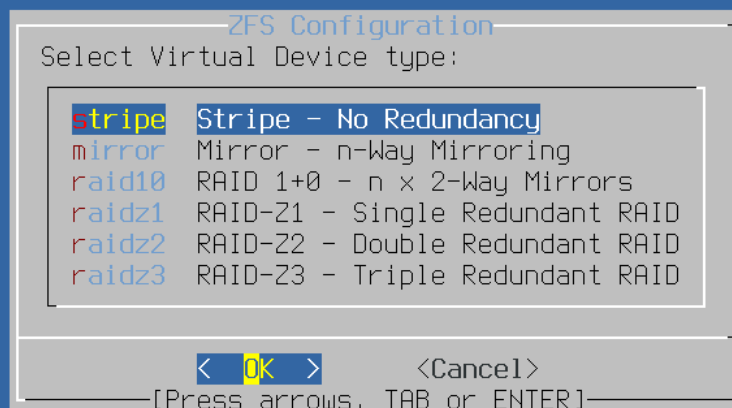 ZFS Configuration
Select Virtual Device type:
stripe Stripe - No Redundancy
mirror Mirror - n-Way Mirroring
raid10 RAID 1+0 - n x 2-Way Mirrors
raidz1 RAID-Z1 - Single Redundant RAID
raidz2 RAID-Z2 - Double Redundant RAID
raidz3 RAID-Z3 - Triple Redundant RAID
< OK > <Cancel>
[Press arrows, TAB or ENTER]